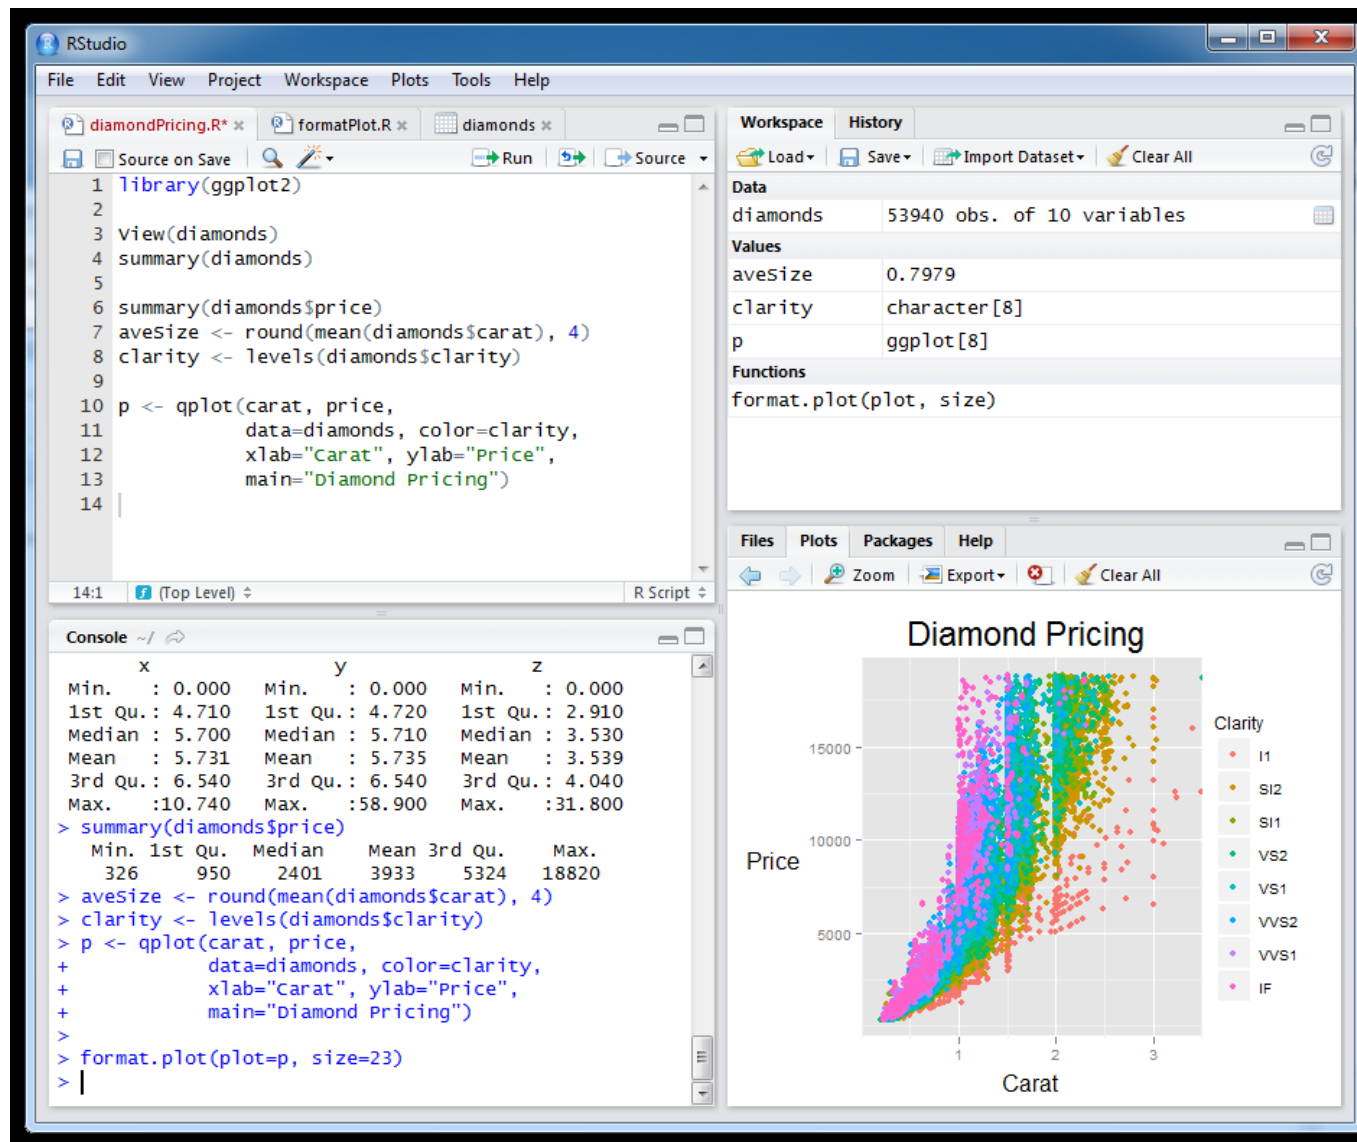 RStudio
File Edit View Project Workspace Plots Tools Help
diamondPricing.R* formatPlot.R diamonds
Source on Save Run Source
1 library(ggplot2)
2
3 View(diamonds)
4 summary(diamonds)
5
6 summary(diamonds$price)
7 aveSize <- round(mean(diamonds$carat), 4)
8 clarity <- levels(diamonds$clarity)
9
10 p <- qplot(carat, price,
11 data=diamonds, color=clarity,
12 xlab="Carat", ylab="Price",
13 main="Diamond Pricing")
14
14:1 (Top Level) R Script
Console ~/
x y z
Min. : 0.000 Min. : 0.000 Min. : 0.000
1st Qu.: 4.710 1st Qu.: 4.720 1st Qu.: 2.910
Median : 5.700 Median : 5.710 Median : 3.530
Mean : 5.731 Mean : 5.735 Mean : 3.539
3rd Qu.: 6.540 3rd Qu.: 6.540 3rd Qu.: 4.040
Max. :10.740 Max. :58.900 Max. :31.800
> summary(diamonds$price)
Min. 1st Qu. Median Mean 3rd Qu. Max.
326 950 2401 3933 5324 18820
> aveSize <- round(mean(diamonds$carat), 4)
> clarity <- levels(diamonds$clarity)
> p <- qplot(carat, price,
+ data=diamonds, color=clarity,
+ xlab="Carat", ylab="Price",
+ main="Diamond Pricing")
>
> format.plot(plot=p, size=23)
>
Workspace History
Load Save Import Dataset Clear All
Data
diamonds 53940 obs. of 10 variables
Values
aveSize 0.7979
clarity character[8]
p ggplot[8]
Functions
format.plot(plot, size)
Files Plots Packages Help
Zoom Export Clear All
Diamond Pricing
Price
15000
10000
5000
1 2 3
Carat
Clarity
I1
SI2
SI1
VS2
VS1
VVS2
VVS1
IF